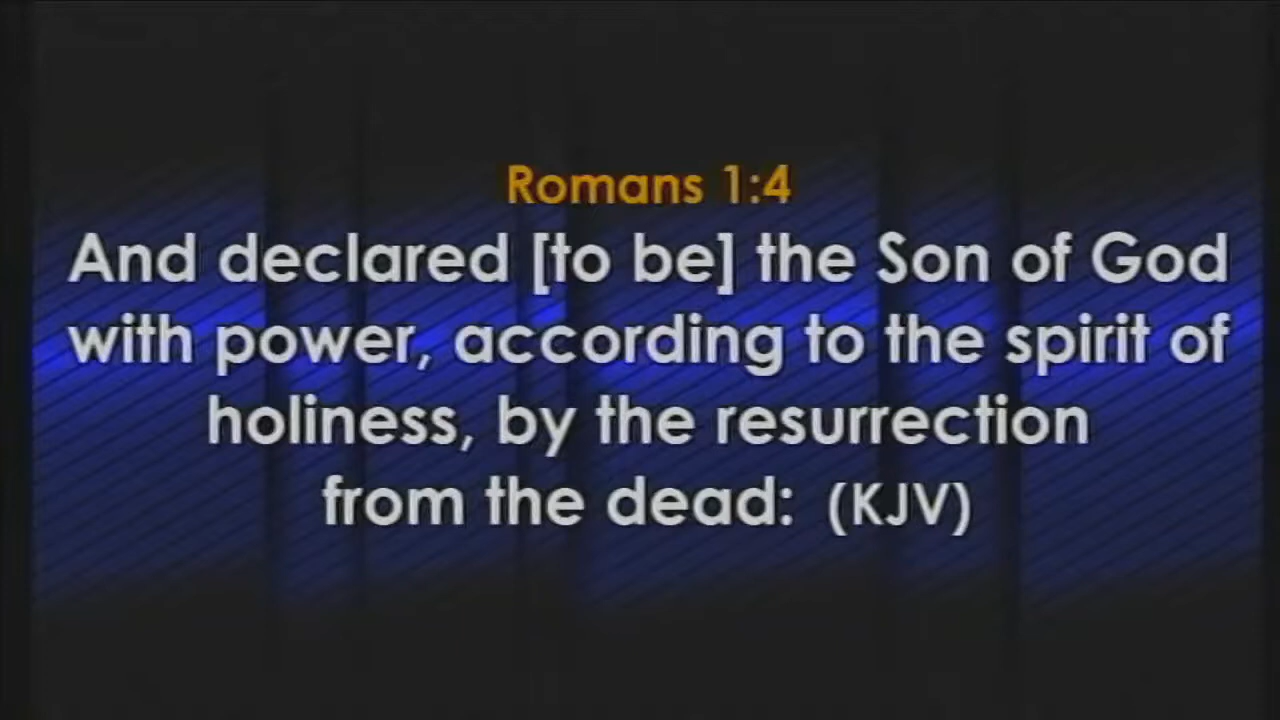 Romans 1:4
And declared [to be] the Son of God
with power, according to the spirit of
holiness, by the resurrection
from the dead: (KJV)